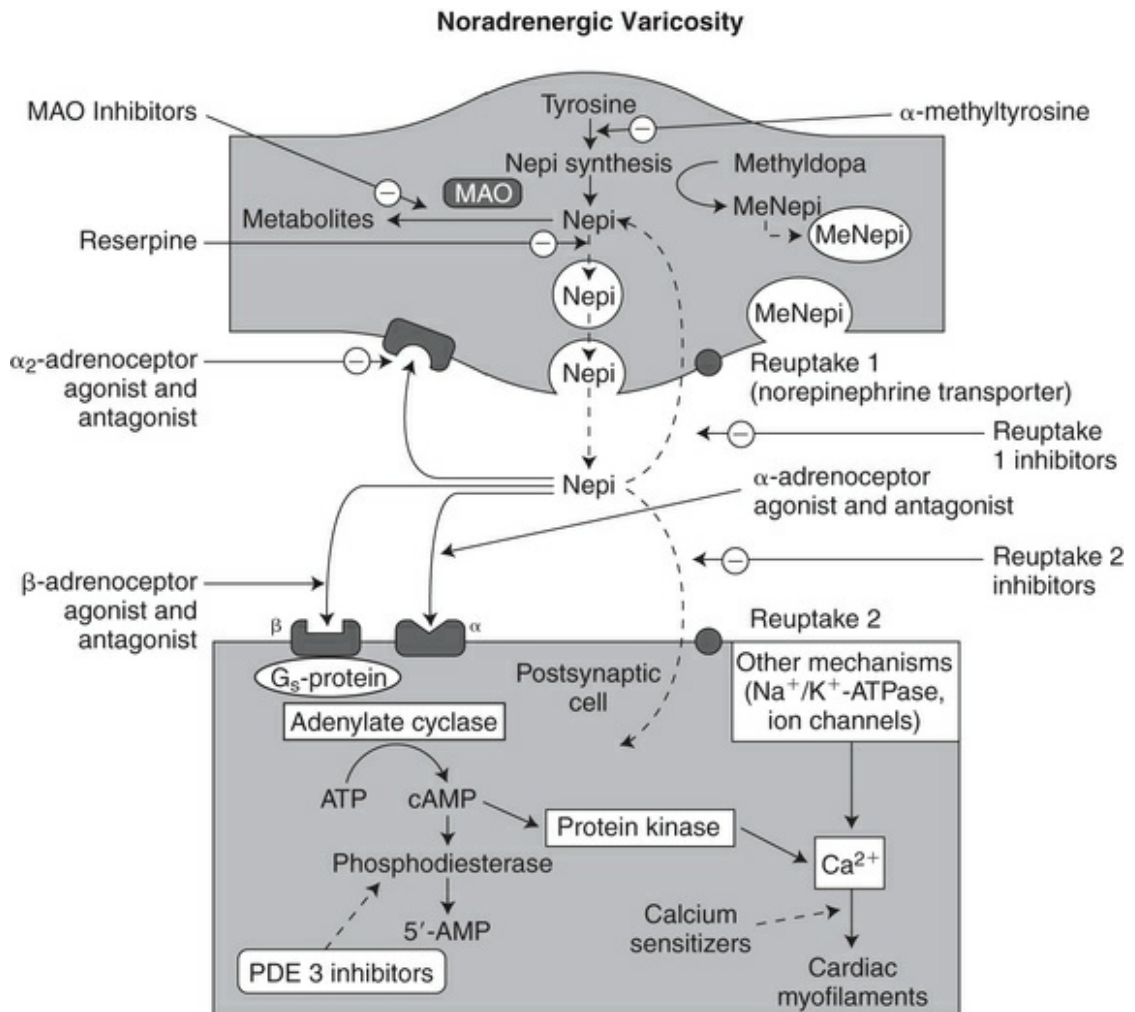 Noradrenergic Varicosity
Tyrosine
MAO Inhibitors
α-methyltyrosine
−
Nepi synthesis
Methyldopa
MAO
−
MeNepi
Metabolites
Nepi
Reserpine
−
MeNepi
Nepi
MeNepi
α₂-adrenoceptor
agonist and
antagonist
−
Nepi
Reuptake 1
(norepinephrine transporter)
−
Reuptake
1 inhibitors
Nepi
α-adrenoceptor
agonist and antagonist
β-adrenoceptor
agonist and
antagonist
−
Reuptake 2
inhibitors
β
α
Reuptake 2
Gₛ-protein
Postsynaptic
cell
Other mechanisms
(Na⁺/K⁺-ATPase,
ion channels)
Adenylate cyclase
ATP
cAMP
Protein kinase
Ca²⁺
Phosphodiesterase
5′-AMP
Calcium
sensitizers
PDE 3 inhibitors
Cardiac
myofilaments